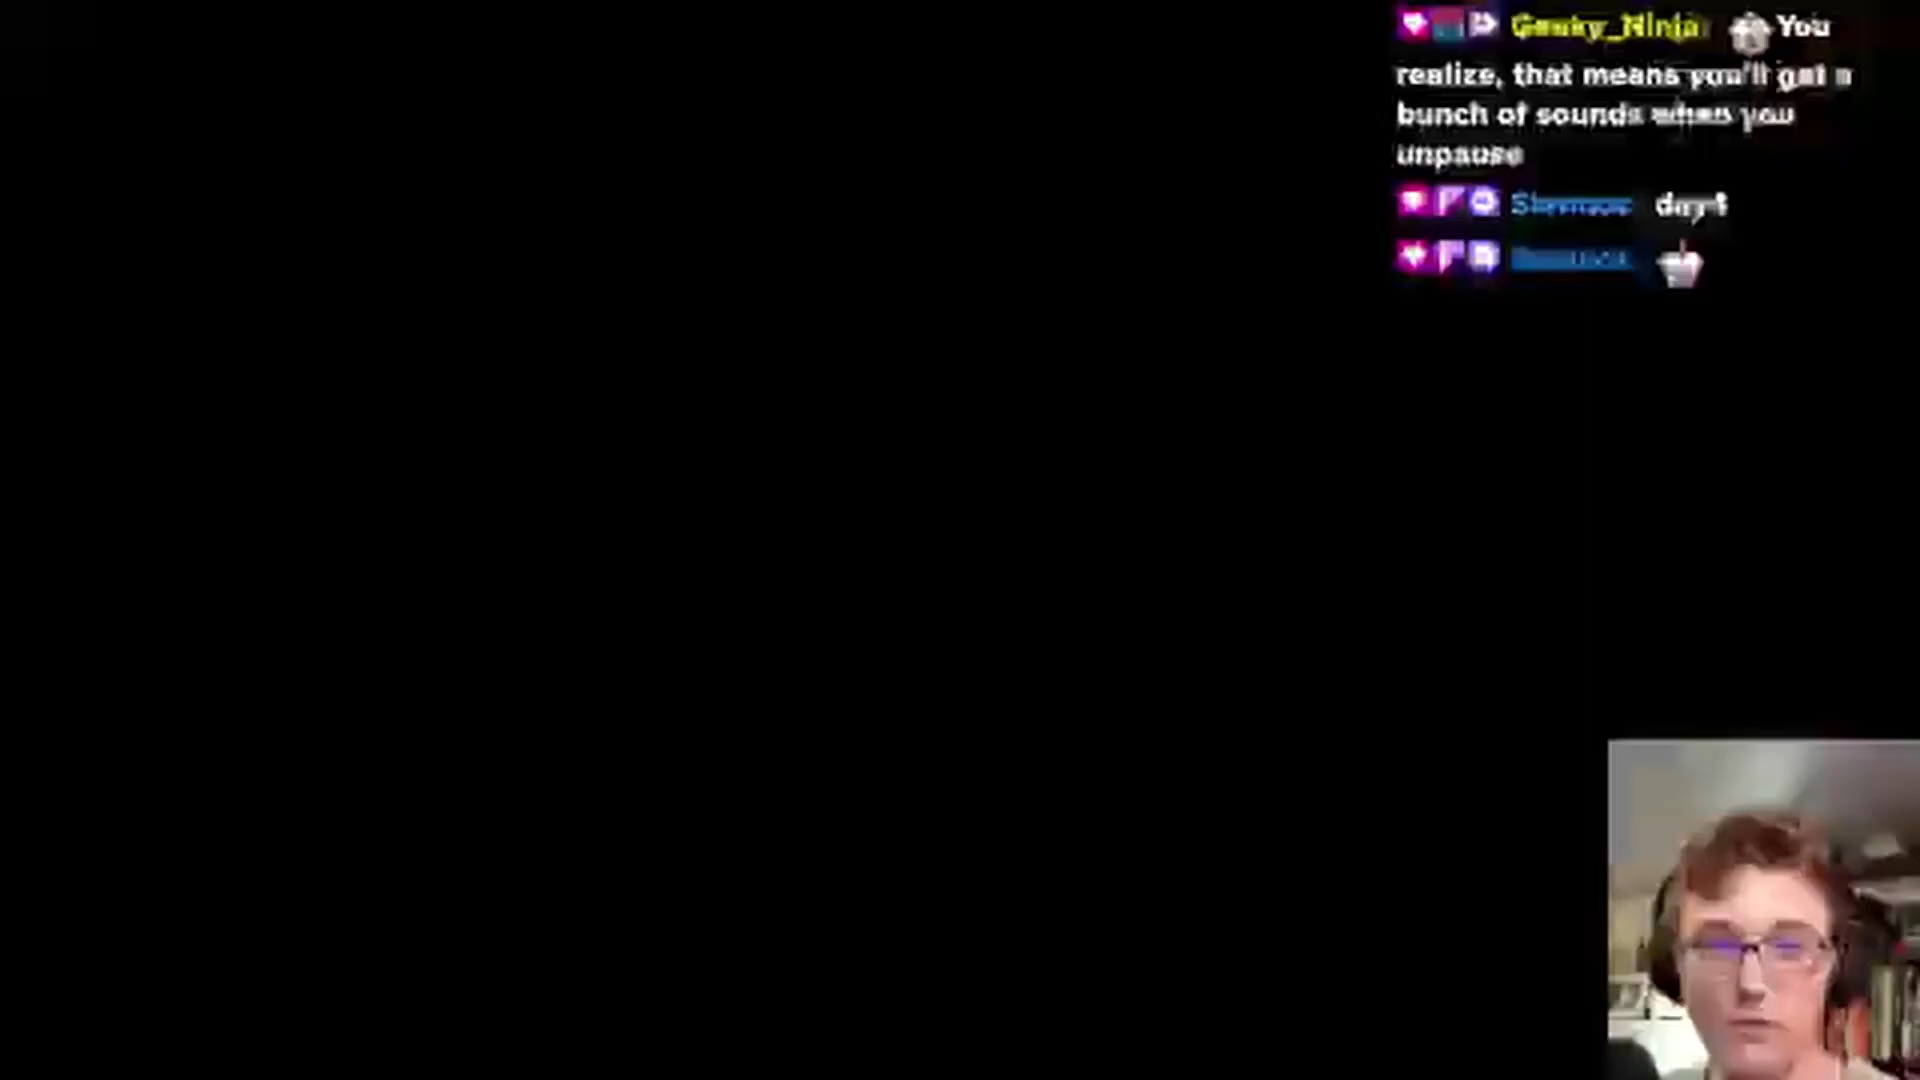 Geeky_Ninja You
realize, that means you'll get a
bunch of sounds when you
unpause